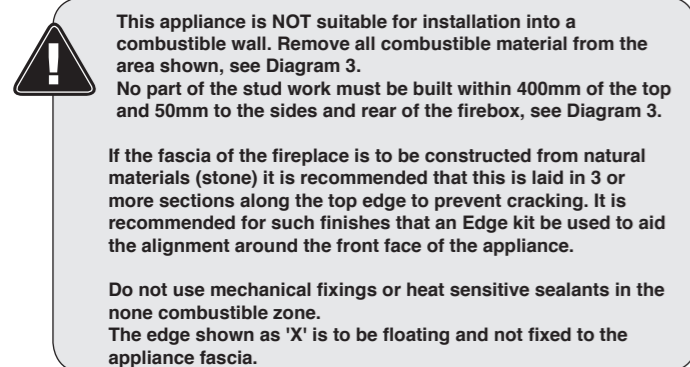 This appliance is NOT suitable for installation into a
combustible wall. Remove all combustible material from the
area shown, see Diagram 3.
No part of the stud work must be built within 400mm of the top
and 50mm to the sides and rear of the firebox, see Diagram 3.
If the fascia of the fireplace is to be constructed from natural
materials (stone) it is recommended that this is laid in 3 or
more sections along the top edge to prevent cracking. It is
recommended for such finishes that an Edge kit be used to aid
the alignment around the front face of the appliance.
Do not use mechanical fixings or heat sensitive sealants in the
none combustible zone.
The edge shown as 'X' is to be floating and not fixed to the
appliance fascia.